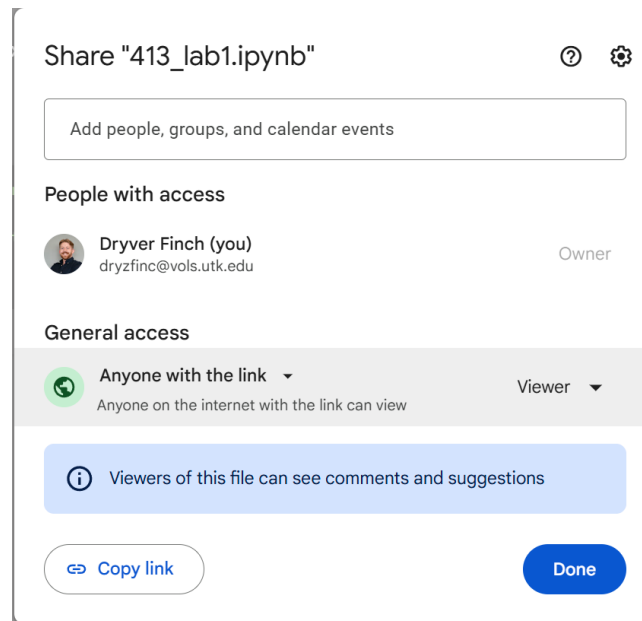 Share "413_lab1.ipynb"
Add people, groups, and calendar events
People with access
Dryver Finch (you)
dryzfinc@vols.utk.edu
Owner
General access
Anyone with the link
Viewer
Anyone on the internet with the link can view
Viewers of this file can see comments and suggestions
Copy link
Done